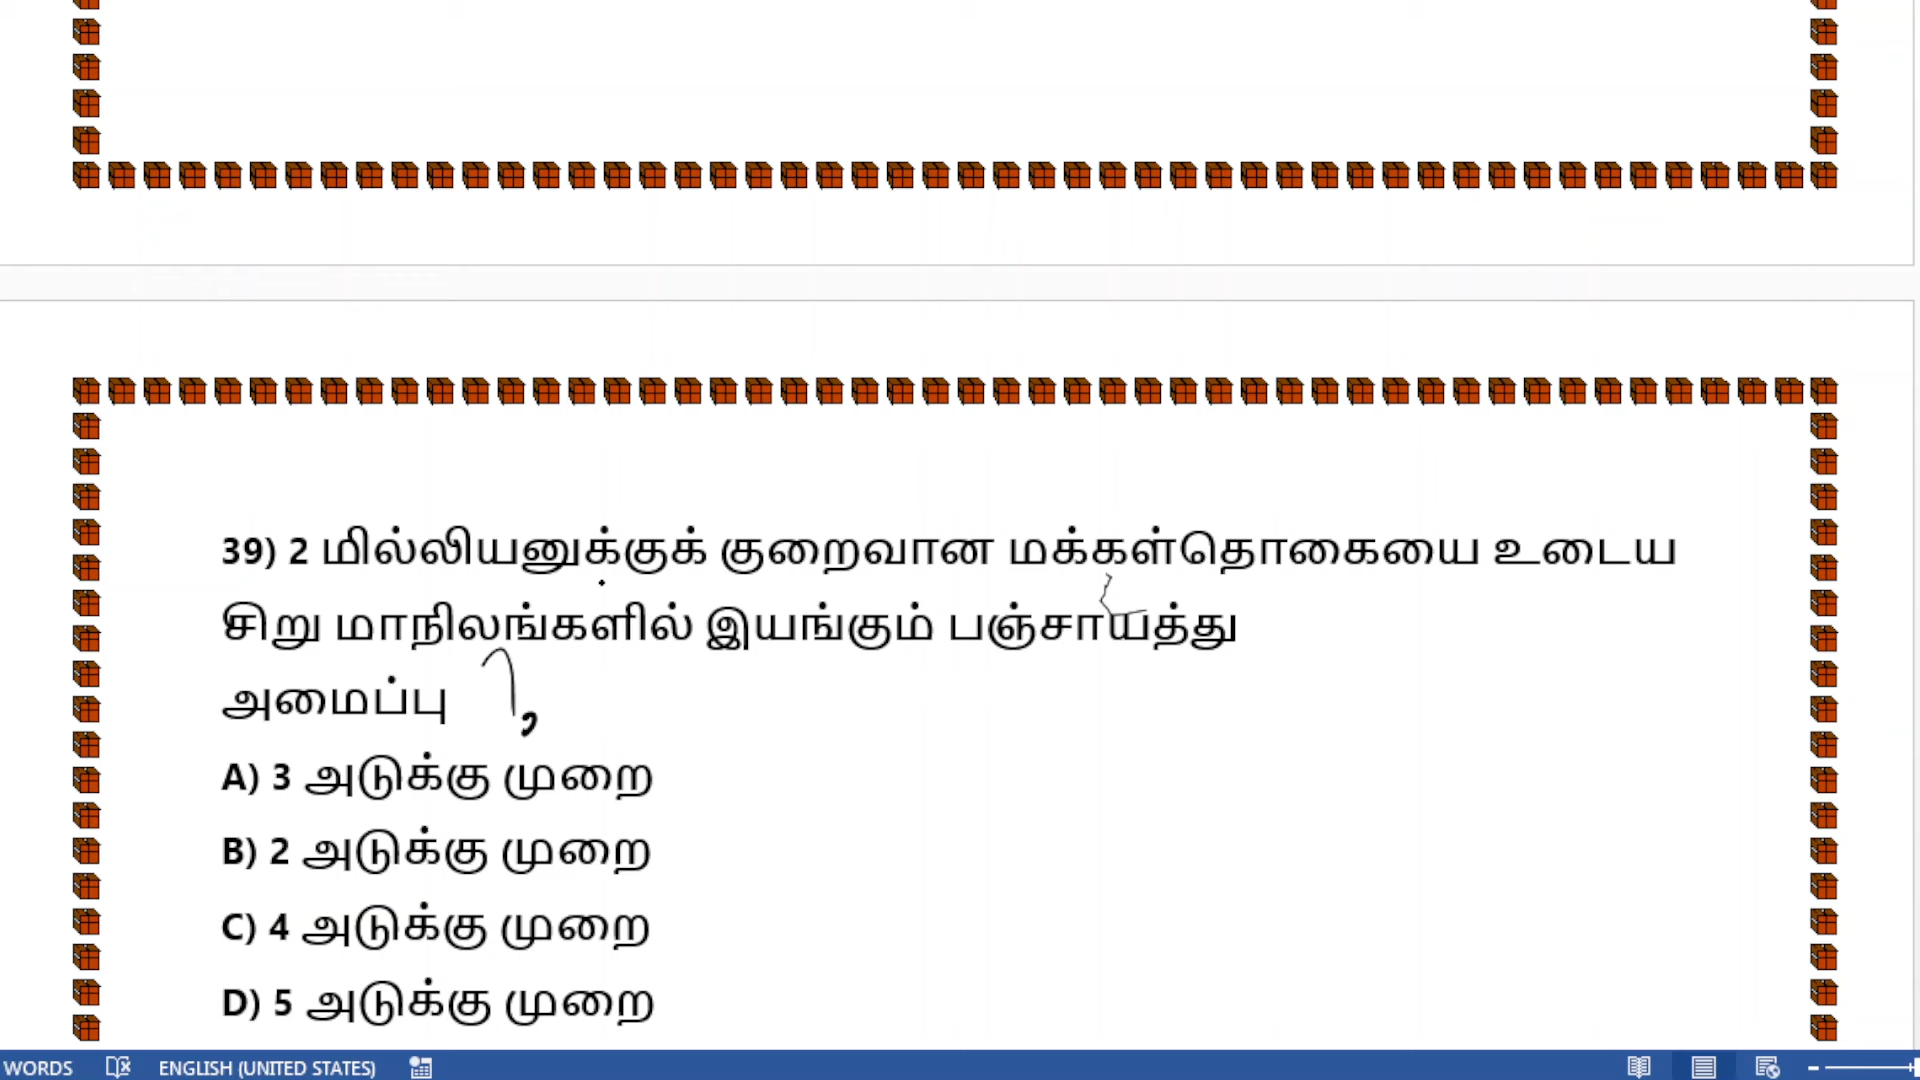 39) 2 மில்லியனுக்குக் குறைவான மக்கள்தொகையை உடைய
சிறு மாநிலங்களில் இயங்கும் பஞ்சாயத்து
அமைப்பு
A) 3 அடுக்கு முறை
B) 2 அடுக்கு முறை
C) 4 அடுக்கு முறை
D) 5 அடுக்கு முறை
WORDS ENGLISH (UNITED STATES)